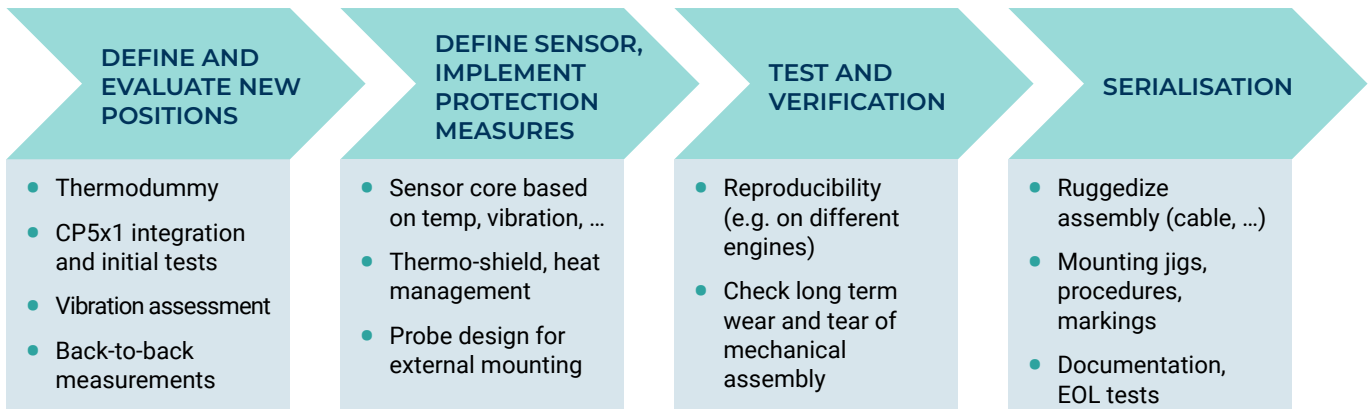 DEFINE AND
EVALUATE NEW
POSITIONS
• Thermodummy
• CP5x1 integration
and initial tests
• Vibration assessment
• Back-to-back
measurements
DEFINE SENSOR,
IMPLEMENT
PROTECTION
MEASURES
• Sensor core based
on temp, vibration, ...
• Thermo-shield, heat
management
• Probe design for
external mounting
TEST AND
VERIFICATION
• Reproducibility
(e.g. on different
engines)
• Check long term
wear and tear of
mechanical
assembly
SERIALISATION
• Ruggedize
assembly (cable, ...)
• Mounting jigs,
procedures,
markings
• Documentation,
EOL tests